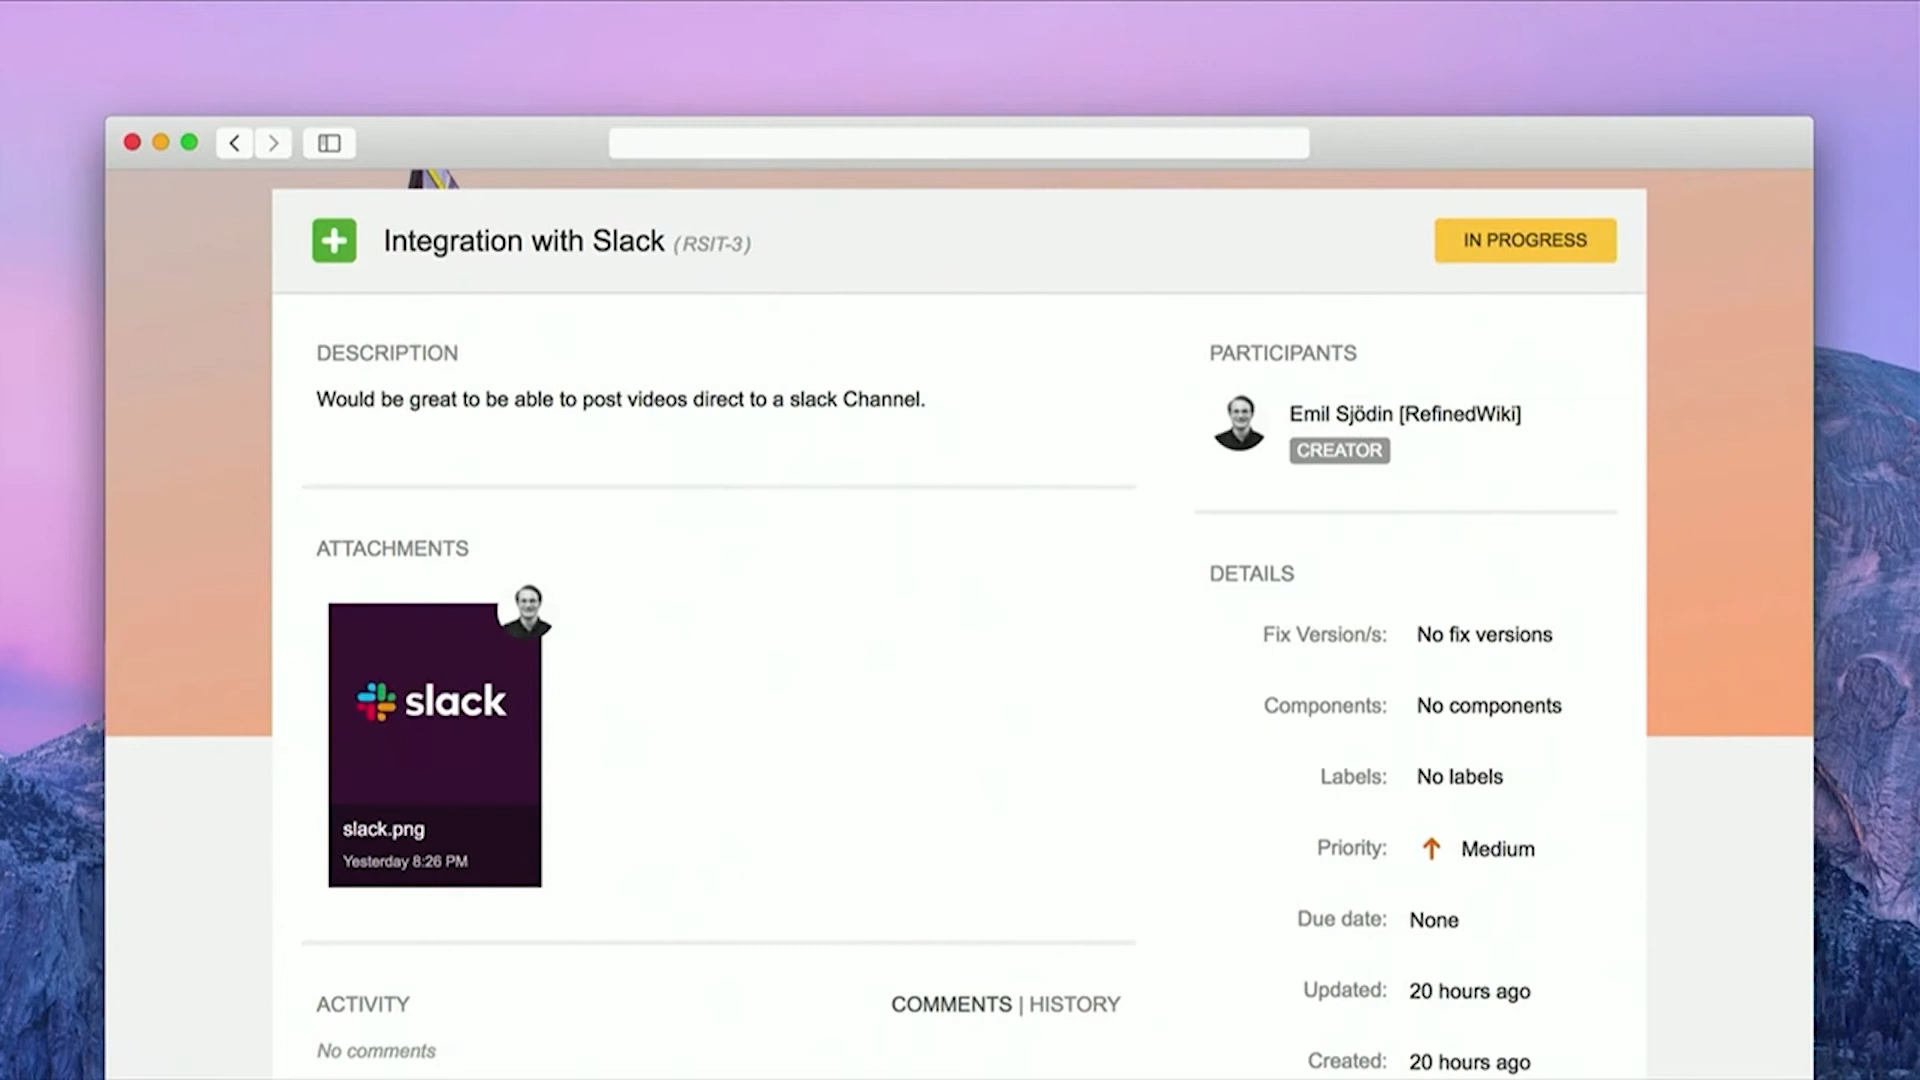 Integration with Slack (RSIT-3)
IN PROGRESS
DESCRIPTION
Would be great to be able to post videos direct to a slack Channel.
ATTACHMENTS
slack
slack.png
Yesterday 8:26 PM
ACTIVITY
COMMENTS | HISTORY
No comments
PARTICIPANTS
Emil Sjödin [RefinedWiki]
CREATOR
DETAILS
Fix Version/s: No fix versions
Components: No components
Labels: No labels
Priority: Medium
Due date: None
Updated: 20 hours ago
Created: 20 hours ago